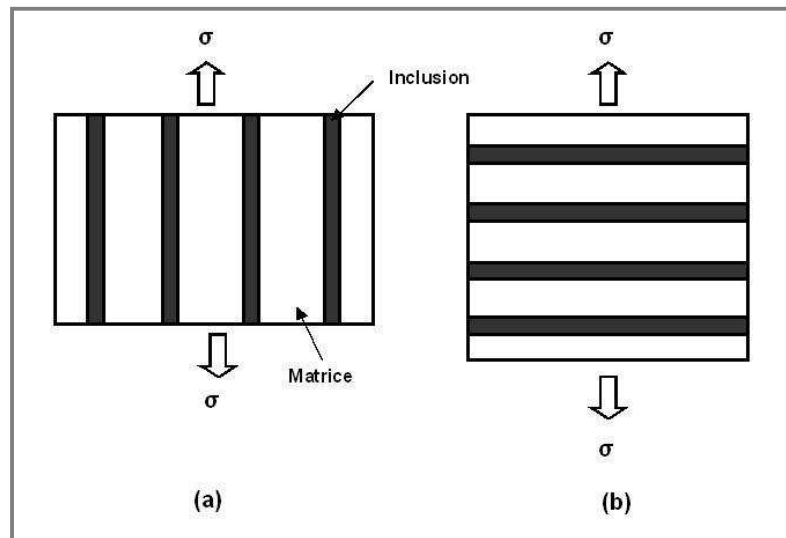 σ
σ
Inclusion
Matrice
σ
σ
(a)
(b)